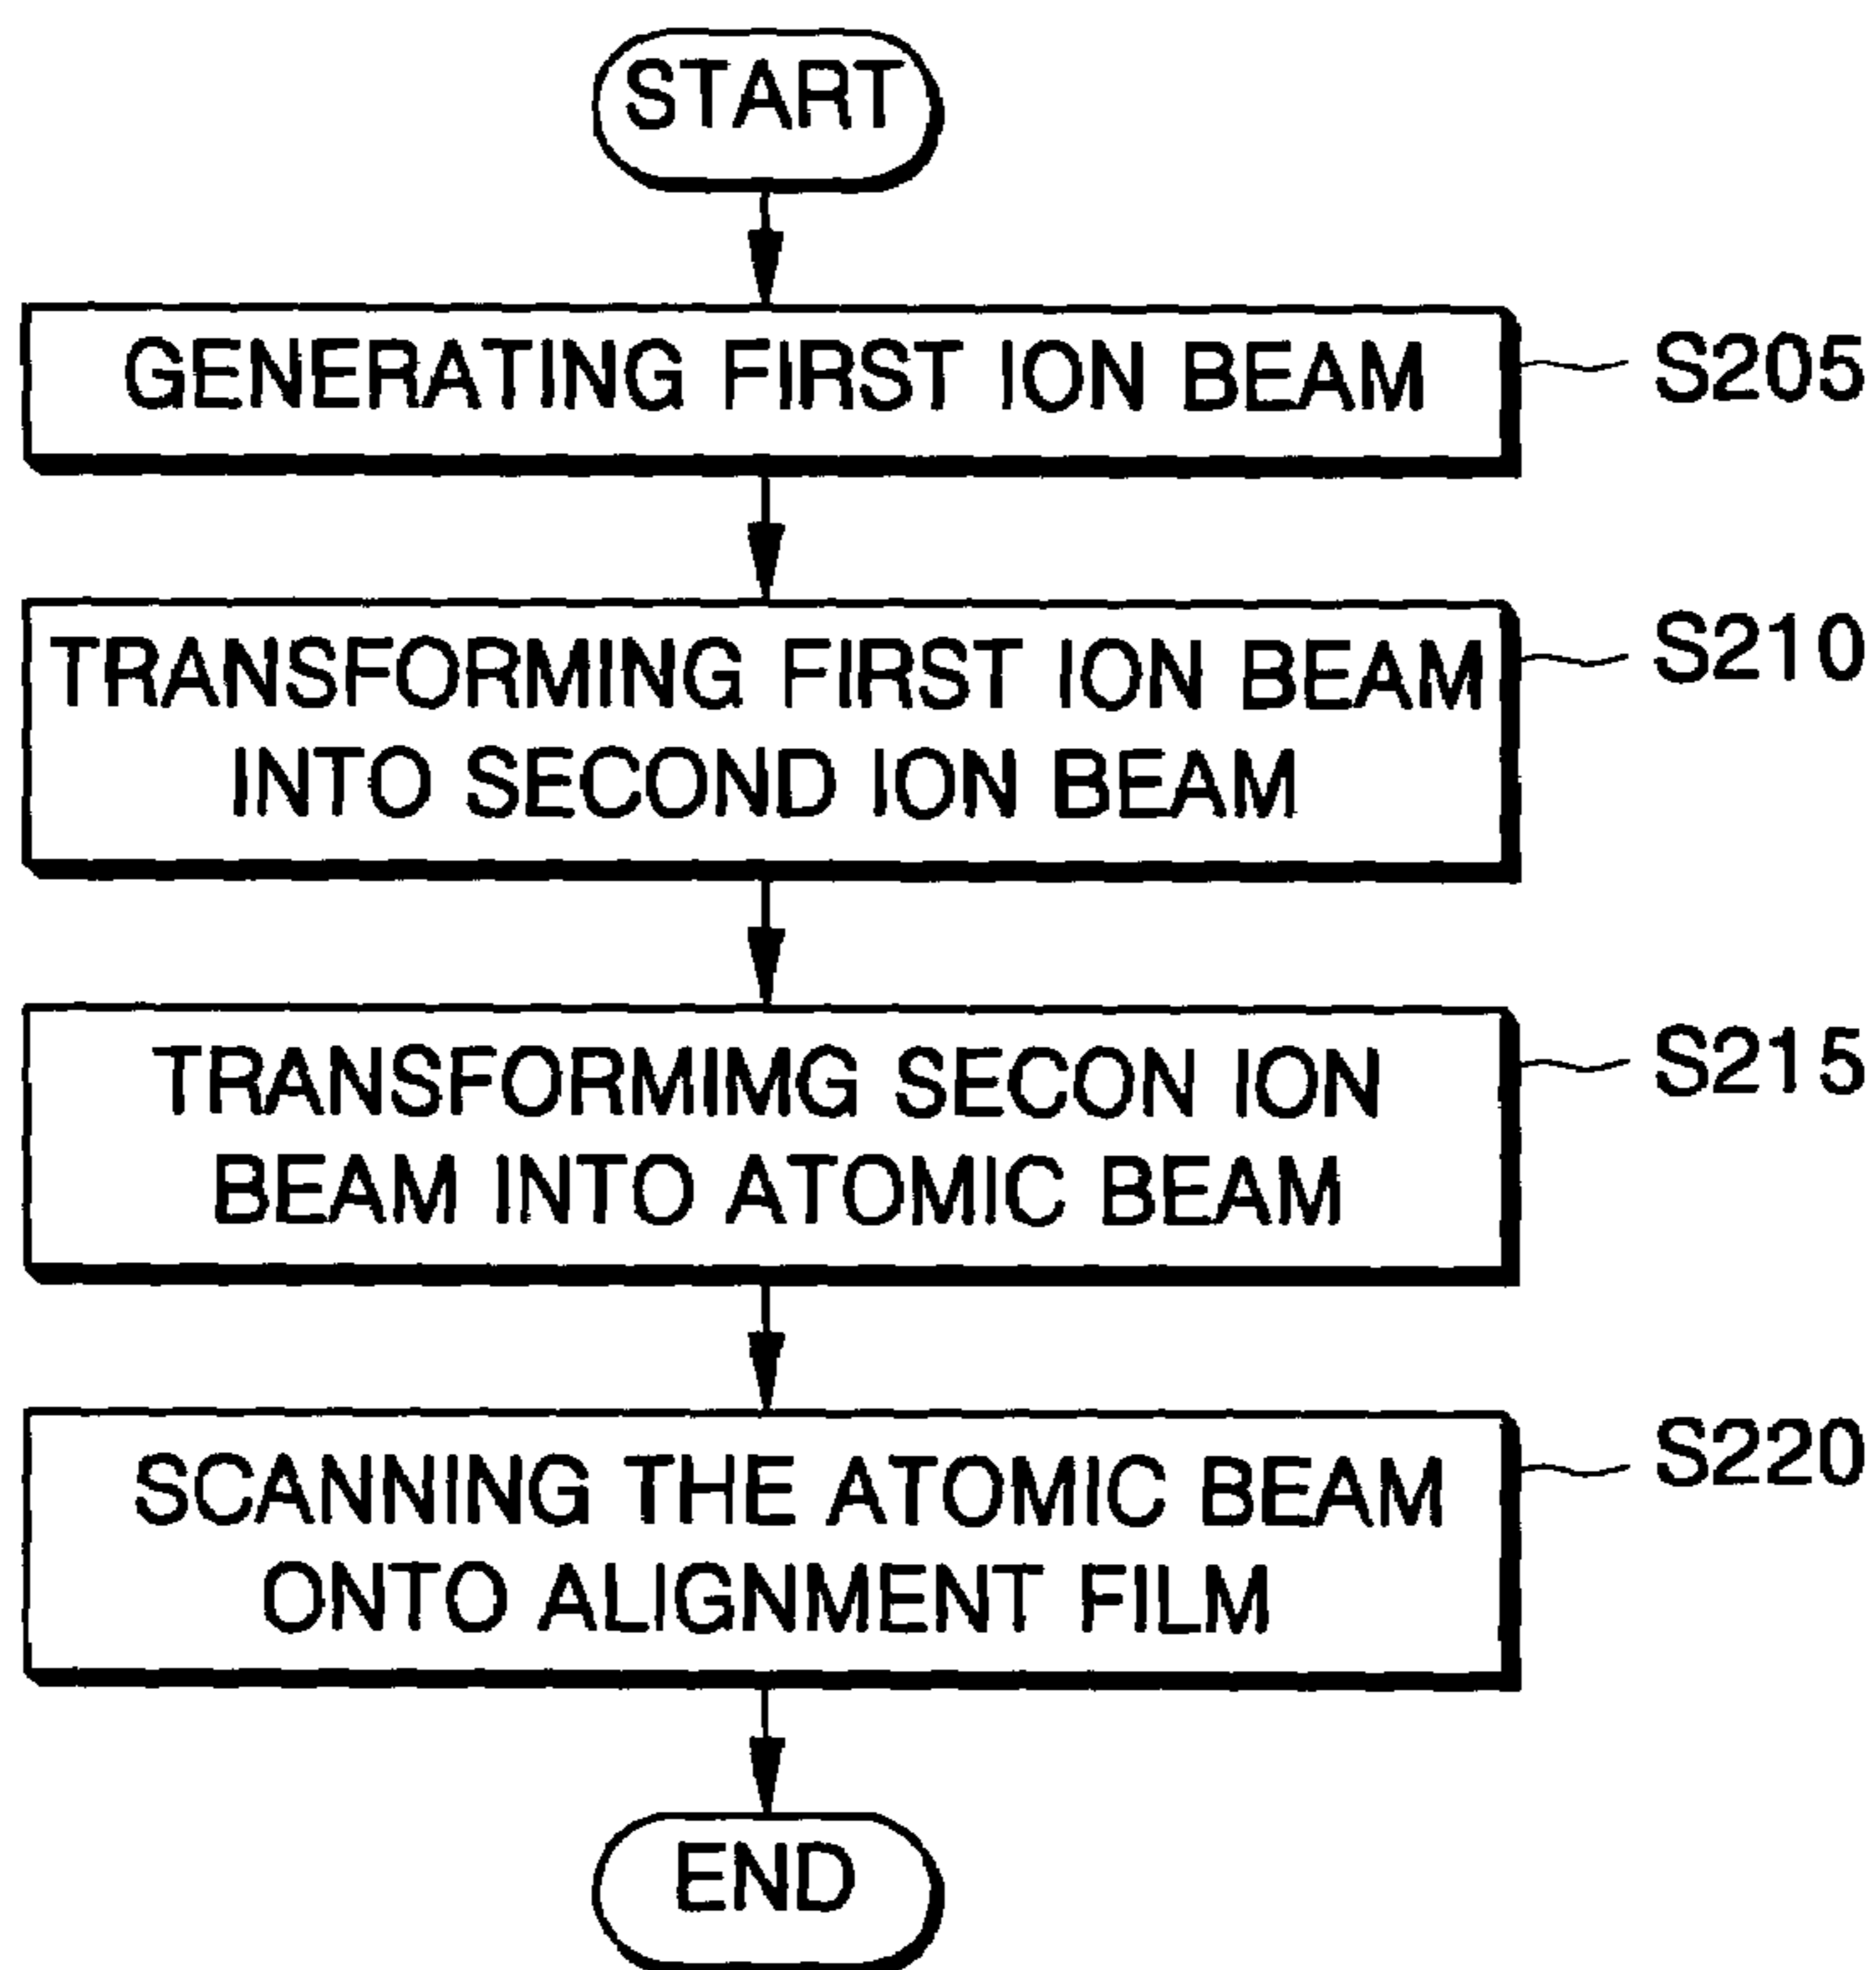 START
GENERATING FIRST ION BEAM
S205
TRANSFORMING FIRST ION BEAM
INTO SECOND ION BEAM
S210
TRANSFORMIMG SECON ION
BEAM INTO ATOMIC BEAM
S215
SCANNING THE ATOMIC BEAM
ONTO ALIGNMENT FILM
S220
END